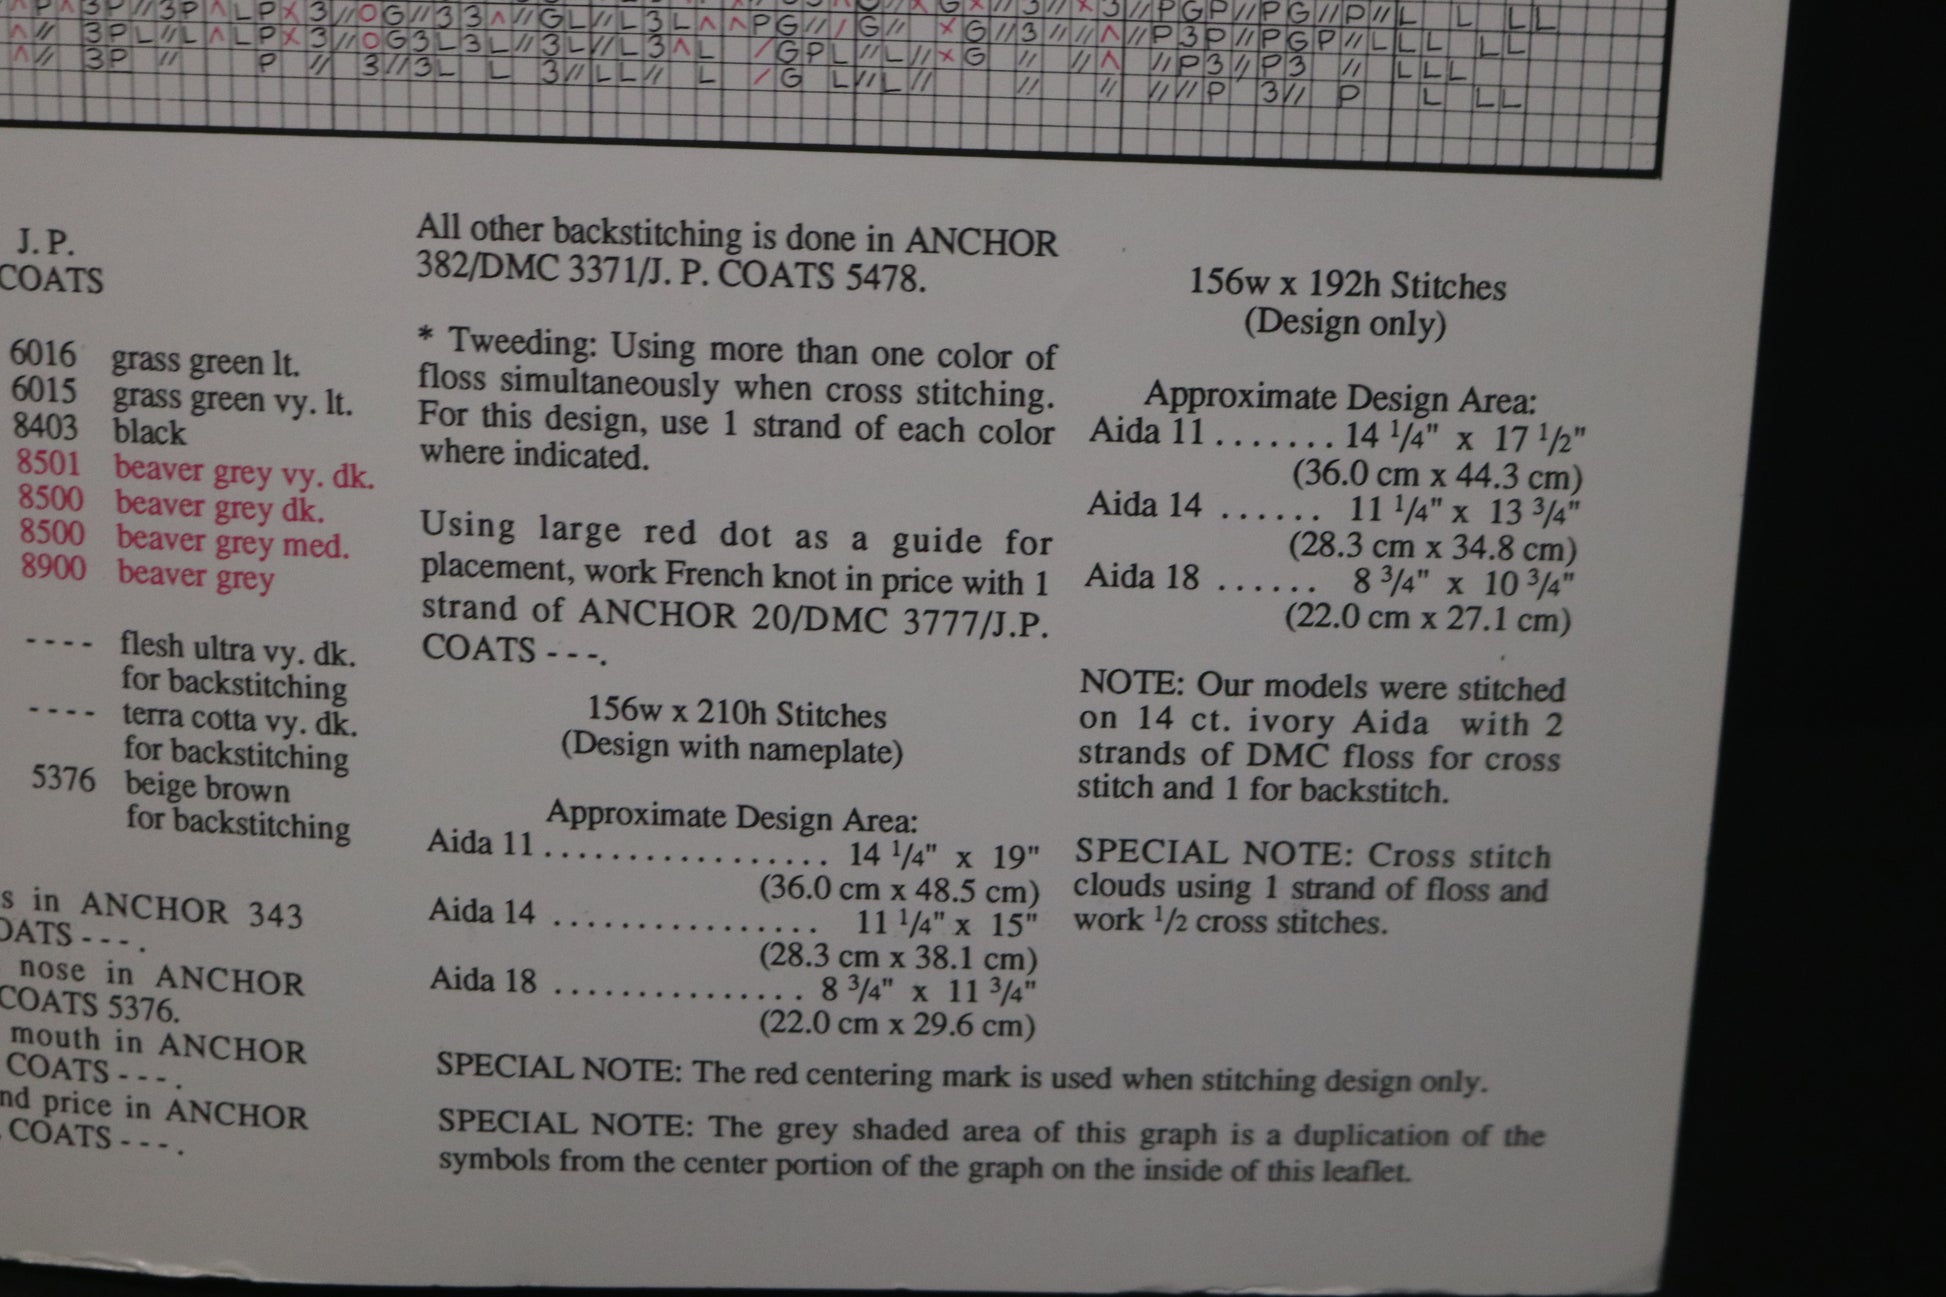 J. P.
COATS
6016 grass green lt.
6015 grass green vy. lt.
8403 black
8501 beaver grey vy. dk.
8500 beaver grey dk.
8500 beaver grey med.
8900 beaver grey
- - - - flesh ultra vy. dk.
for backstitching
- - - - terra cotta vy. dk.
for backstitching
5376 beige brown
for backstitching
s in ANCHOR 343
OATS - - - .
nose in ANCHOR
COATS 5376.
mouth in ANCHOR
COATS - - - .
nd price in ANCHOR
COATS - - - .
All other backstitching is done in ANCHOR
382/DMC 3371/J. P. COATS 5478.
* Tweeding: Using more than one color of
floss simultaneously when cross stitching.
For this design, use 1 strand of each color
where indicated.
Using large red dot as a guide for
placement, work French knot in price with 1
strand of ANCHOR 20/DMC 3777/J.P.
COATS - - -.
156w x 210h Stitches
(Design with nameplate)
Approximate Design Area:
Aida 11 . . . . . . . . . . . . . . . . . 14 1/4" x 19"
(36.0 cm x 48.5 cm)
Aida 14 . . . . . . . . . . . . . . . . 11 1/4" x 15"
(28.3 cm x 38.1 cm)
Aida 18 . . . . . . . . . . . . . . . 8 3/4" x 11 3/4"
(22.0 cm x 29.6 cm)
156w x 192h Stitches
(Design only)
Approximate Design Area:
Aida 11 . . . . . . . 14 1/4" x 17 1/2"
(36.0 cm x 44.3 cm)
Aida 14 . . . . . . 11 1/4" x 13 3/4"
(28.3 cm x 34.8 cm)
Aida 18 . . . . . . 8 3/4" x 10 3/4"
(22.0 cm x 27.1 cm)
NOTE: Our models were stitched
on 14 ct. ivory Aida with 2
strands of DMC floss for cross
stitch and 1 for backstitch.
SPECIAL NOTE: Cross stitch
clouds using 1 strand of floss and
work 1/2 cross stitches.
SPECIAL NOTE: The red centering mark is used when stitching design only.
SPECIAL NOTE: The grey shaded area of this graph is a duplication of the
symbols from the center portion of the graph on the inside of this leaflet.